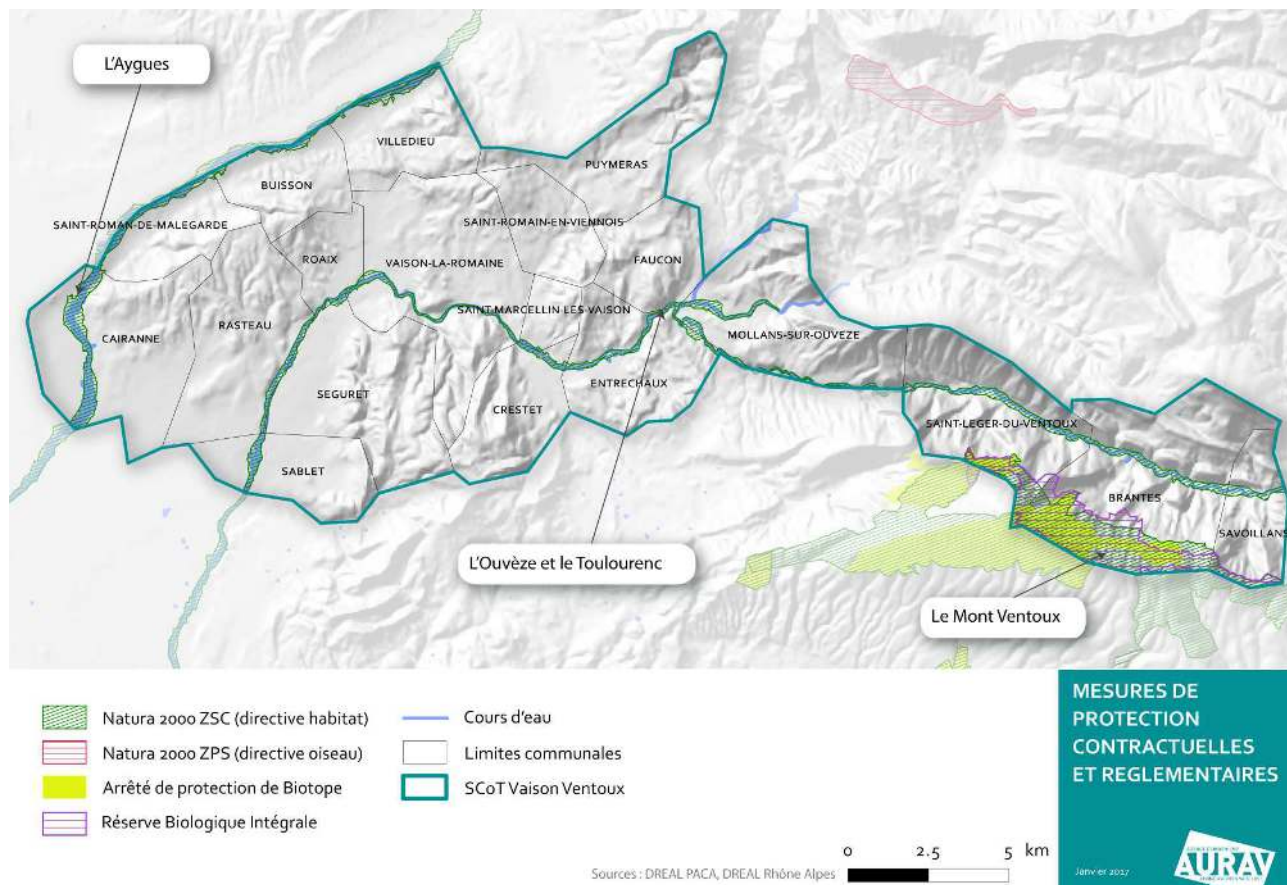 L'Aygues
VILLEDIEU
PUYMERAS
BUISSON
SAINT-ROMAN-DE-MALEGARDE
SAINT-ROMAIN-EN-VIENNOIS
ROAIX
VAISON-LA-ROMAINE
FAUCON
SAINT-MARCELLIN-LES-VAISON
RASTEAU
CAIRANNE
MOLLANS-SUR-OUVEZE
ENTRECHAUX
SEGURET
CRESTET
SAINT-LEGER-DU-VENTOUX
SABLET
BRANTES
SAVOILLANS
L'Ouvèze et le Toulourenc
Le Mont Ventoux
Natura 2000 ZSC (directive habitat)
Natura 2000 ZPS (directive oiseau)
Arrêté de protection de Biotope
Réserve Biologique Intégrale
Cours d'eau
Limites communales
SCoT Vaison Ventoux
MESURES DE
PROTECTION
CONTRACTUELLES
ET REGLEMENTAIRES
0 2.5 5 km
Sources : DREAL PACA, DREAL Rhône Alpes
Janvier 2017
AURAV